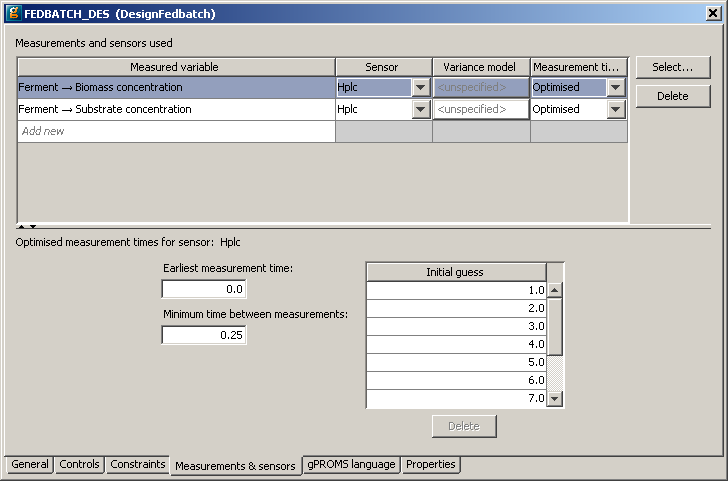 FEDBATCH_DES (DesignFedbatch)
Measurements and sensors used
Measured variable Sensor Variance model Measurement ti...
Select...
Ferment → Biomass concentration Hplc <unspecified> Optimised
Delete
Ferment → Substrate concentration Hplc <unspecified> Optimised
Add new
Optimised measurement times for sensor: Hplc
Earliest measurement time:
0.0
Minimum time between measurements:
0.25
Initial guess
1.0
2.0
3.0
4.0
5.0
6.0
7.0
Delete
General Controls Constraints Measurements & sensors gPROMS language Properties